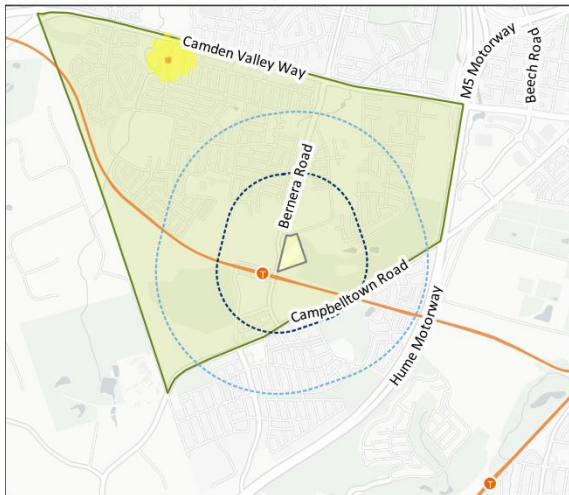 Camden Valley Way
M5 Motorway
Beech Road
Bernera Road
T
Campbelltown Road
Hume Motorway
T